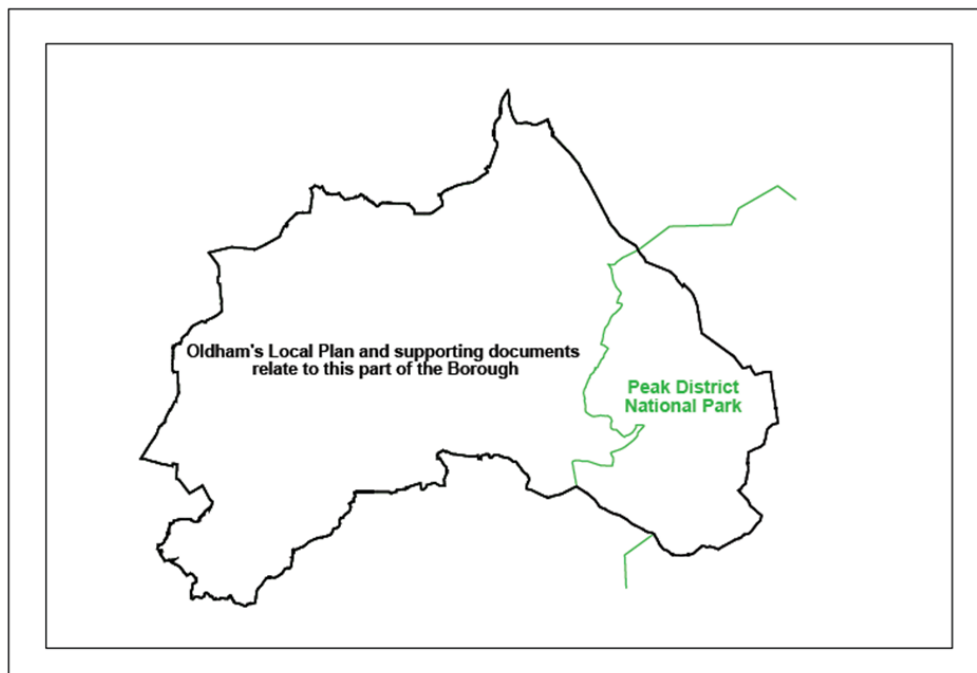 Oldham's Local Plan and supporting documents
relate to this part of the Borough
Peak District
National Park